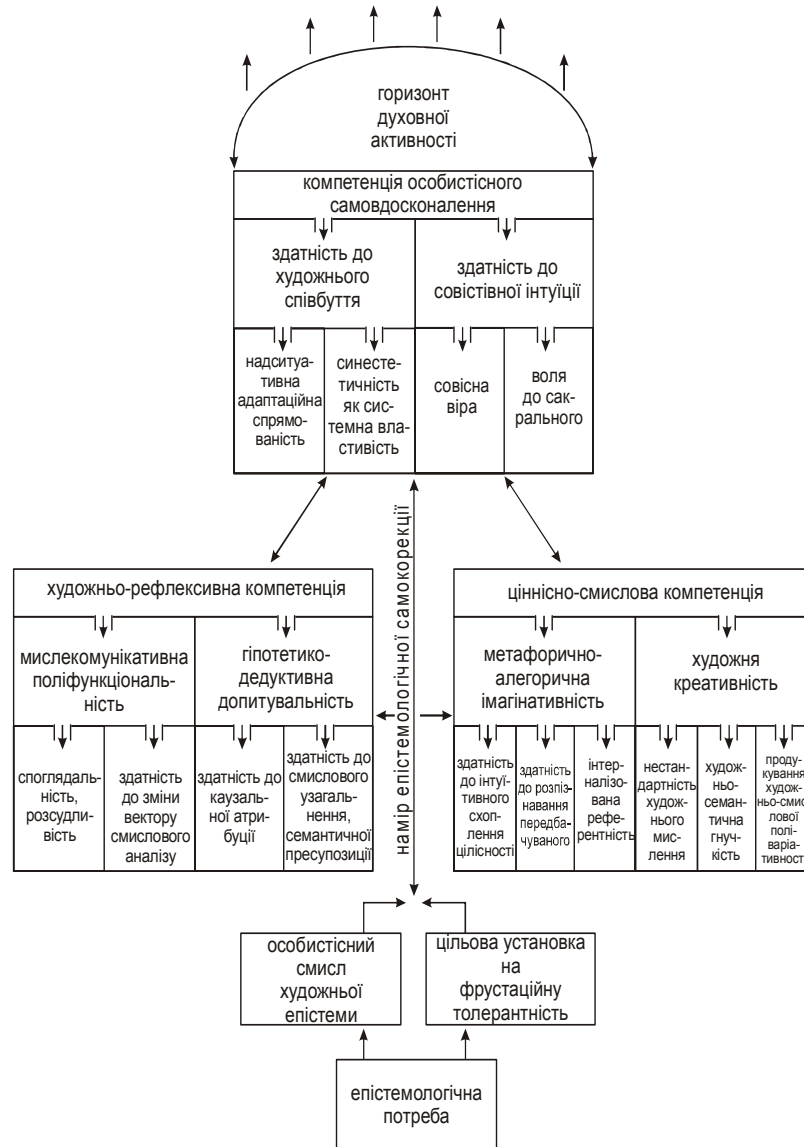 горизонт
духовної
активності
компетенція особистісного
самовдосконалення
здатність до
художнього
співбуття
здатність до
совістівної інтуїції
надситуа-
тивна
адаптаційна
спрямо-
ваність
синесте-
тичність
як сис-
темна вла-
стивість
совісна
віра
воля
до сак-
рального
намір епістемологічної самокорекції
художньо-рефлексивна компетенція
мислекомунікативна
поліфункціональ-
ність
гіпотетико-
дедуктивна
допитувальність
споглядаль-
ність,
розсудли-
вість
здатність
до зміни
вектору
смислового
аналізу
здатність до
каузаль-
ної атри-
буції
здатність до
смислового
узагаль-
нення,
семантичної
пресупозиції
ціннісно-смислова компетенція
метафорично-
алегорична
імагінативність
художня
креативність
здатність
до інтуї-
тивного
схоп-
лення
цілісності
здатність
до розпіз-
навання
передба-
чуваного
інтер-
налізо-
вана
рефе-
рентність
нестан-
дартність
худож-
нього
мис-
лення
худож-
ньо-
семан-
тична
гнуч-
кість
проду-
кування
худож-
ньо-смис-
лової
полі-
варіа-
тивност
особистісний
смисл
художньої
епістеми
цільова установка
на
фрустаційну
толерантність
епістемологічна
потреба